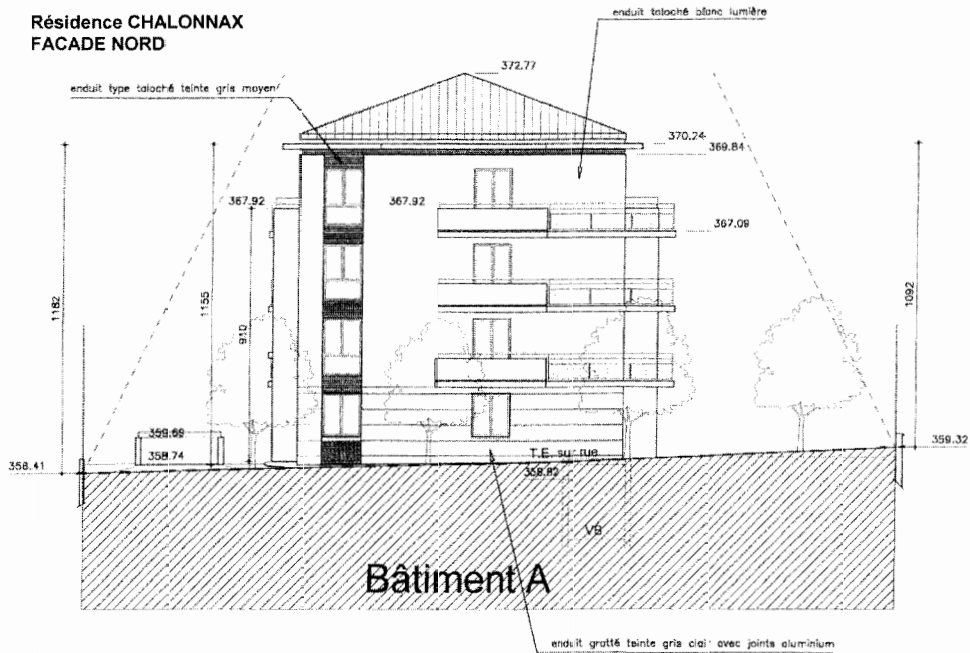 Résidence CHALONNAX
FACADE NORD
enduit taloché blanc lumière
enduit type taloché teinte gris moyen
372.77
370.24
369.84
367.92
367.92
367.09
1182
1155
910
1092
359.69
358.74
358.41
359.32
T.E. sur rue
358.82
VB
Bâtiment A
enduit gratté teinte gris clair avec joints aluminium